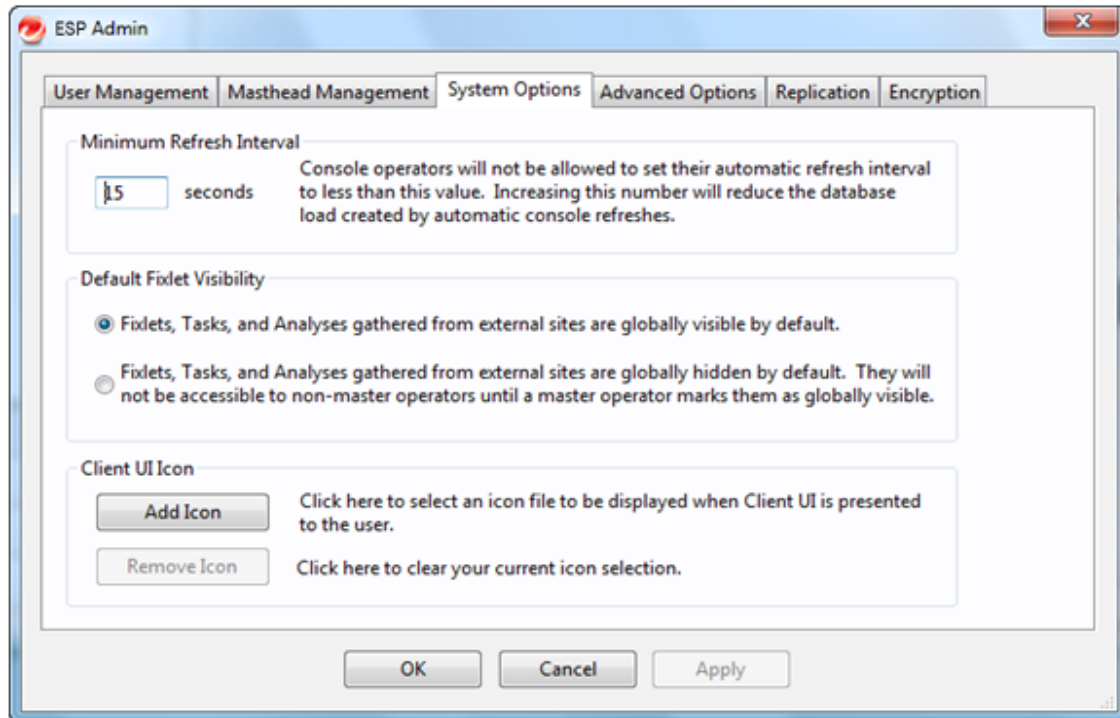 ESP Admin
User Management Masthead Management System Options Advanced Options Replication Encryption
Minimum Refresh Interval
15 seconds
Console operators will not be allowed to set their automatic refresh interval
to less than this value. Increasing this number will reduce the database
load created by automatic console refreshes.
Default Fixlet Visibility
Fixlets, Tasks, and Analyses gathered from external sites are globally visible by default.
Fixlets, Tasks, and Analyses gathered from external sites are globally hidden by default. They will
not be accessible to non-master operators until a master operator marks them as globally visible.
Client UI Icon
Add Icon
Click here to select an icon file to be displayed when Client UI is presented
to the user.
Remove Icon
Click here to clear your current icon selection.
OK Cancel Apply